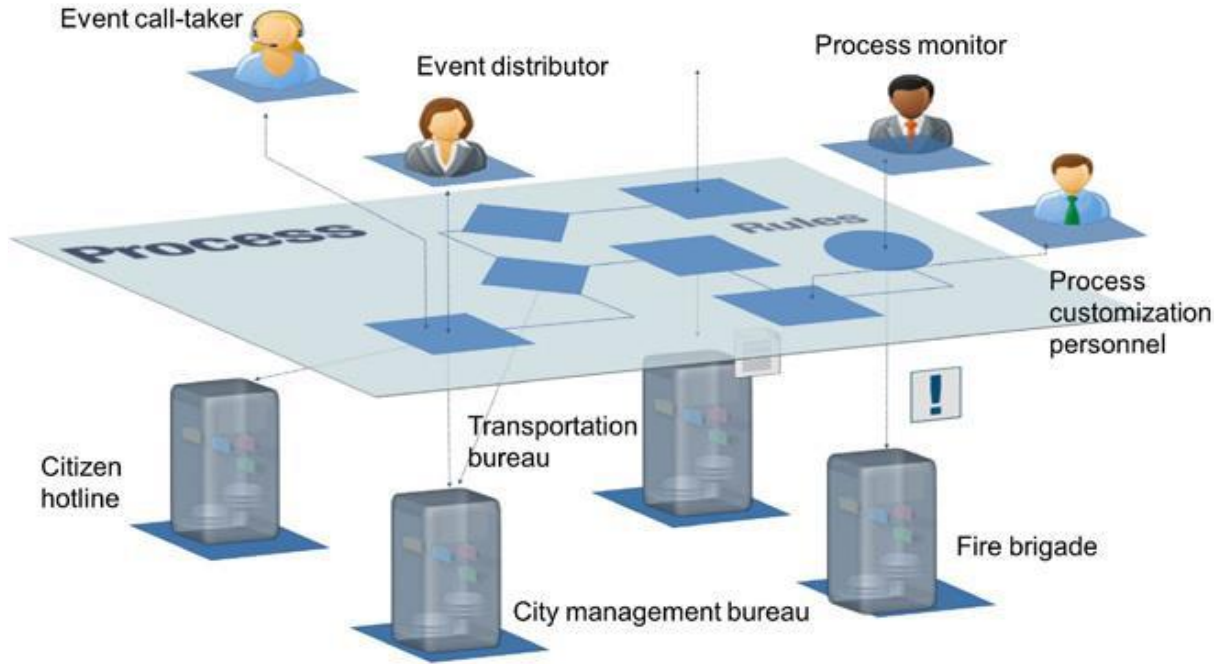 Event call-taker
Event distributor
Process monitor
Process
Rules
Process
customization
personnel
!
Transportation
bureau
Citizen
hotline
Fire brigade
City management bureau